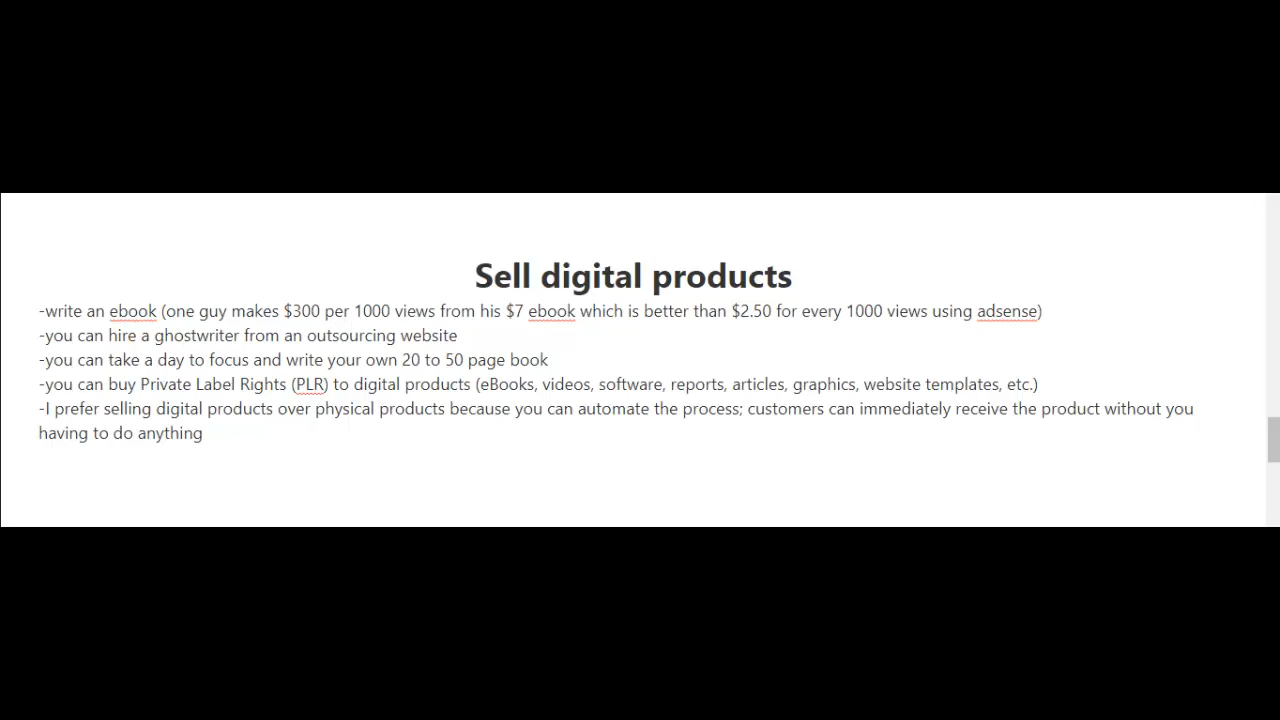 Sell digital products
-write an ebook (one guy makes $300 per 1000 views from his $7 ebook which is better than $2.50 for every 1000 views using adsense)
-you can hire a ghostwriter from an outsourcing website
-you can take a day to focus and write your own 20 to 50 page book
-you can buy Private Label Rights (PLR) to digital products (eBooks, videos, software, reports, articles, graphics, website templates, etc.)
-I prefer selling digital products over physical products because you can automate the process; customers can immediately receive the product without you
having to do anything